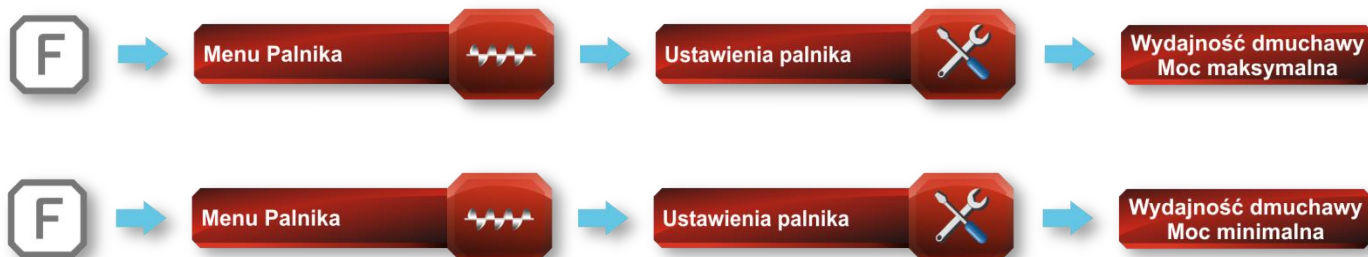 F
Menu Palnika
Ustawienia palnika
Wydajność dmuchawy
Moc maksymalna
F
Menu Palnika
Ustawienia palnika
Wydajność dmuchawy
Moc minimalna